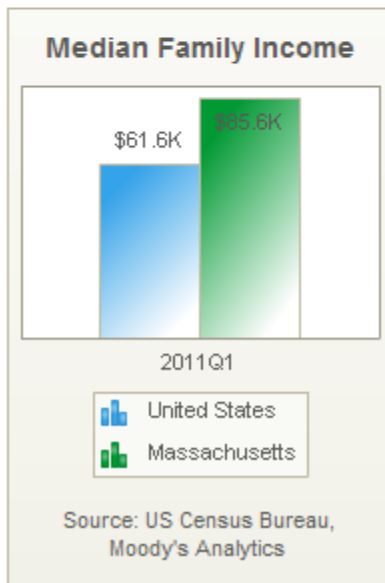 Median Family Income
$61.6K
$85.6K
2011Q1
United States
Massachusetts
Source: US Census Bureau,
Moody's Analytics